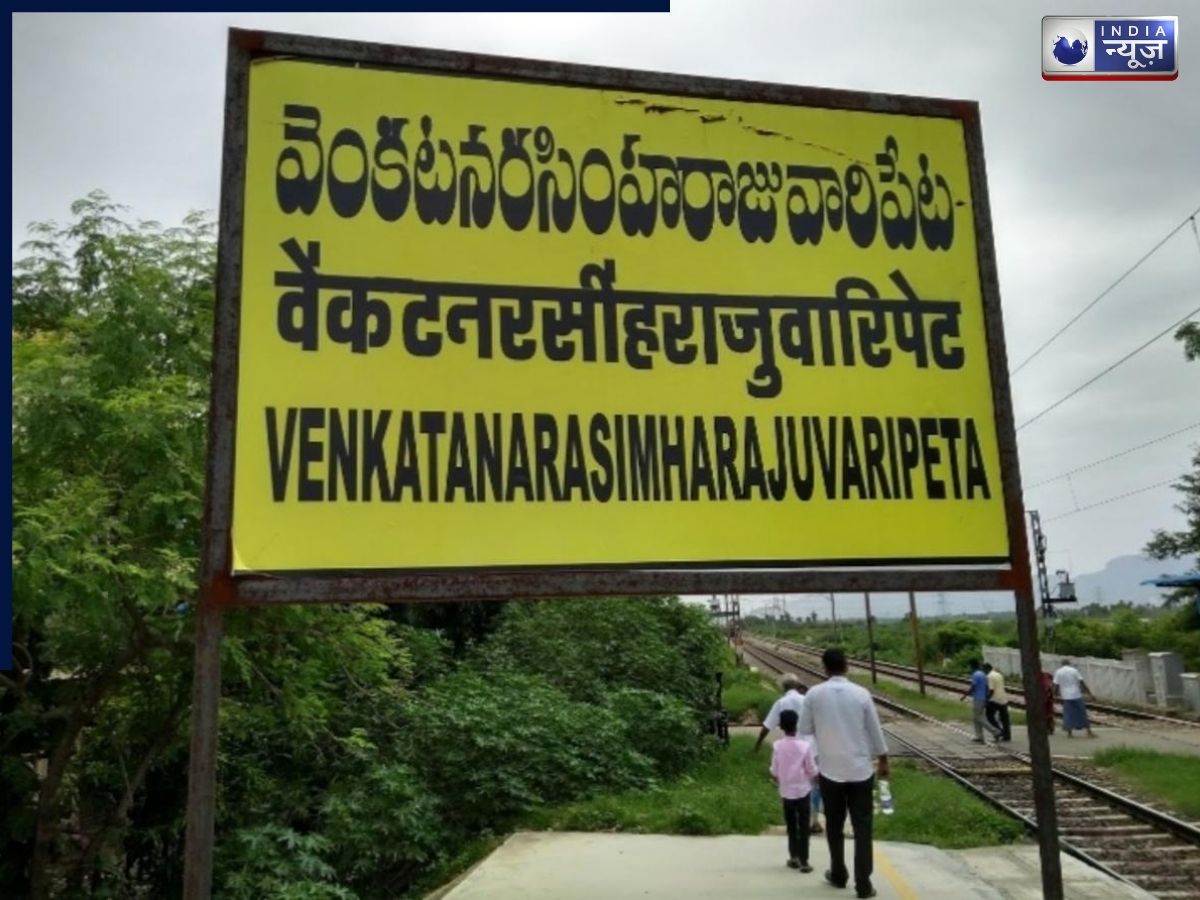 INDIA
न्यूज़
వెంకటనరసింహరాజువారిపేట
वेंकटनरसींहराजुवारिपेट
VENKATANARASIMHARAJUVARIPETA